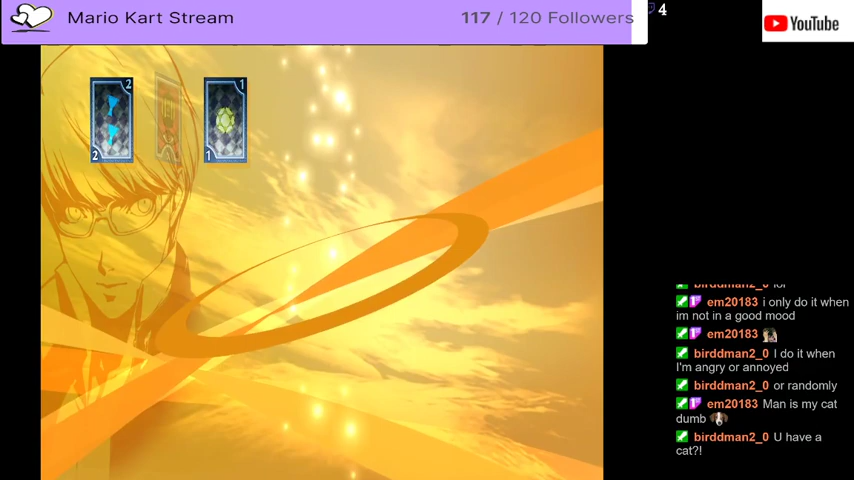 Mario Kart Stream
117 / 120 Followers
4
YouTube
2
2
1
1
birddman2_0 lol
em20183 i only do it when
im not in a good mood
em20183
birddman2_0 I do it when
I'm angry or annoyed
birddman2_0 or randomly
em20183 Man is my cat
dumb
birddman2_0 U have a
cat?!